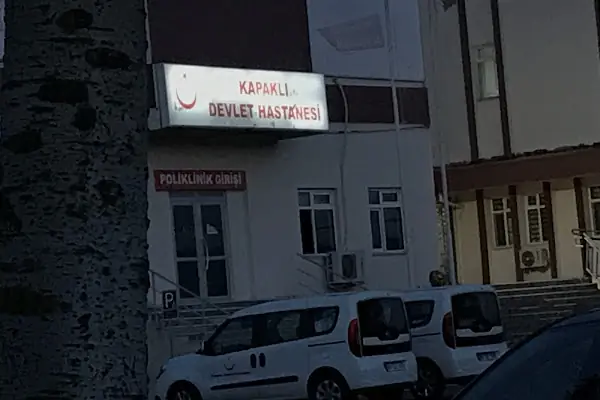 KAPAKLI
DEVLET HASTANESİ
POLİKLİNİK GİRİŞİ
P